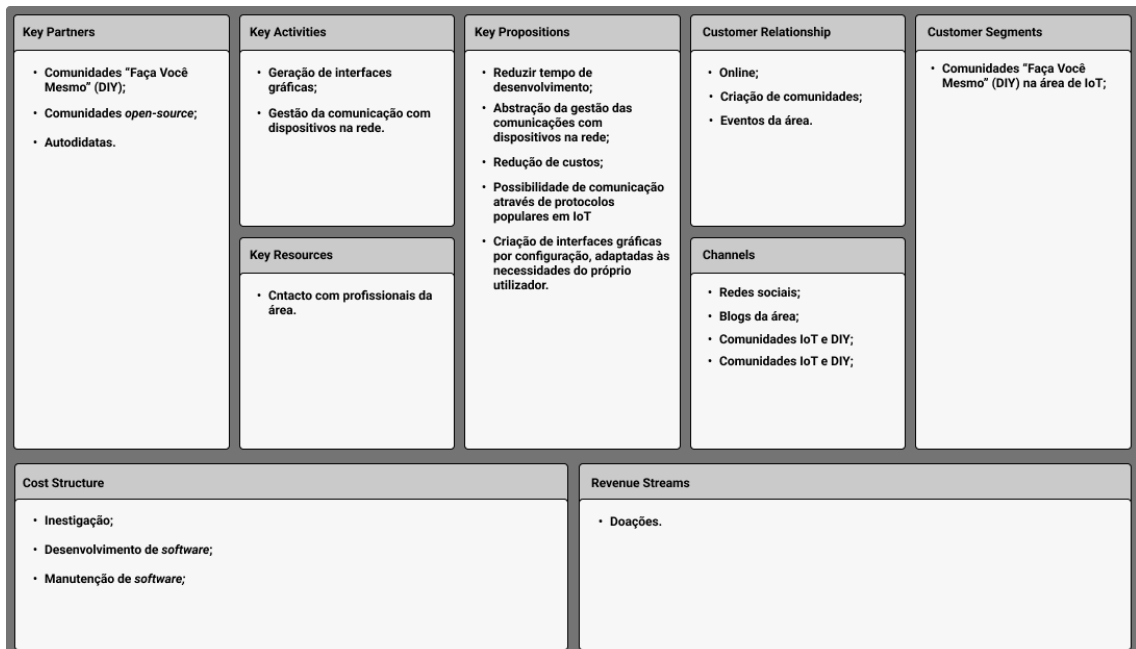 Key Partners
• Comunidades “Faça Você
Mesmo” (DIY);
• Comunidades open-source;
• Autodidatas.
Key Activities
• Geração de interfaces
gráficas;
• Gestão da comunicação com
dispositivos na rede.
Key Resources
• Cntacto com profissionais da
área.
Key Propositions
• Reduzir tempo de
desenvolvimento;
• Abstração da gestão das
comunicações com
dispositivos na rede;
• Redução de custos;
• Possibilidade de comunicação
através de protocolos
populares em IoT
• Criação de interfaces gráficas
por configuração, adaptadas às
necessidades do próprio
utilizador.
Customer Relationship
• Online;
• Criação de comunidades;
• Eventos da área.
Channels
• Redes sociais;
• Blogs da área;
• Comunidades IoT e DIY;
• Comunidades IoT e DIY;
Customer Segments
• Comunidades “Faça Você
Mesmo” (DIY) na área de IoT;
Cost Structure
• Inestigação;
• Desenvolvimento de software;
• Manutenção de software;
Revenue Streams
• Doações.